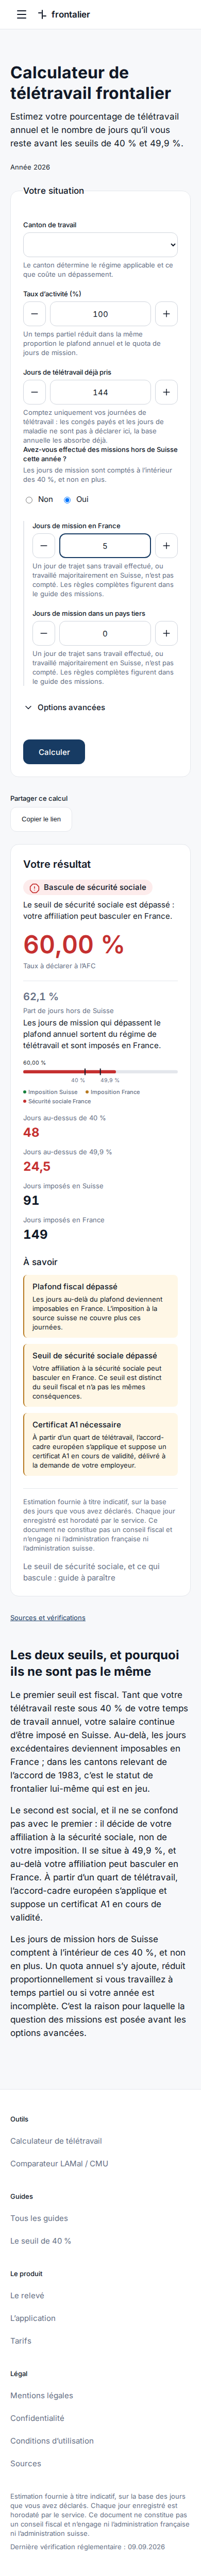 frontalier
Calculateur de
télétravail frontalier
Estimez votre pourcentage de télétravail
annuel et le nombre de jours qu’il vous
reste avant les seuils de 40 % et 49,9 %.
Année 2026
Votre situation
Canton de travail
Le canton détermine le régime applicable et ce
que coûte un dépassement.
Taux d’activité (%)
100
Un temps partiel réduit dans la même
proportion le plafond annuel et le quota de
jours de mission.
Jours de télétravail déjà pris
144
Comptez uniquement vos journées de
télétravail : les congés payés et les jours de
maladie ne sont pas à déclarer ici, la base
annuelle les absorbe déjà.
Avez-vous effectué des missions hors de Suisse
cette année ?
Les jours de mission sont comptés à l’intérieur
des 40 %, et non en plus.
Non
Oui
Jours de mission en France
5
Un jour de trajet sans travail effectué, ou
travaillé majoritairement en Suisse, n’est pas
compté. Les règles complètes figurent dans
le guide des missions.
Jours de mission dans un pays tiers
0
Un jour de trajet sans travail effectué, ou
travaillé majoritairement en Suisse, n’est pas
compté. Les règles complètes figurent dans
le guide des missions.
Options avancées
Calculer
Partager ce calcul
Copier le lien
Votre résultat
Bascule de sécurité sociale
Le seuil de sécurité sociale est dépassé :
votre affiliation peut basculer en France.
60,00 %
Taux à déclarer à l’AFC
62,1 %
Part de jours hors de Suisse
Les jours de mission qui dépassent le
plafond annuel sortent du régime de
télétravail et sont imposés en France.
60,00 %
40 %
49,9 %
Imposition Suisse
Imposition France
Sécurité sociale France
Jours au-dessus de 40 %
48
Jours au-dessus de 49,9 %
24,5
Jours imposés en Suisse
91
Jours imposés en France
149
À savoir
Plafond fiscal dépassé
Les jours au-delà du plafond deviennent
imposables en France. L’imposition à la
source suisse ne couvre plus ces
journées.
Seuil de sécurité sociale dépassé
Votre affiliation à la sécurité sociale peut
basculer en France. Ce seuil est distinct
du seuil fiscal et n’a pas les mêmes
conséquences.
Certificat A1 nécessaire
À partir d’un quart de télétravail, l’accord-
cadre européen s’applique et suppose un
certificat A1 en cours de validité, délivré à
la demande de votre employeur.
Estimation fournie à titre indicatif, sur la base
des jours que vous avez déclarés. Chaque jour
enregistré est horodaté par le service. Ce
document ne constitue pas un conseil fiscal et
n’engage ni l’administration française ni
l’administration suisse.
Le seuil de sécurité sociale, et ce qui
bascule : guide à paraître
Sources et vérifications
Les deux seuils, et pourquoi
ils ne sont pas le même
Le premier seuil est fiscal. Tant que votre
télétravail reste sous 40 % de votre temps
de travail annuel, votre salaire continue
d’être imposé en Suisse. Au-delà, les jours
excédentaires deviennent imposables en
France ; dans les cantons relevant de
l’accord de 1983, c’est le statut de
frontalier lui-même qui est en jeu.
Le second est social, et il ne se confond
pas avec le premier : il décide de votre
affiliation à la sécurité sociale, non de
votre imposition. Il se situe à 49,9 %, et
au-delà votre affiliation peut basculer en
France. À partir d’un quart de télétravail,
l’accord-cadre européen s’applique et
suppose un certificat A1 en cours de
validité.
Les jours de mission hors de Suisse
comptent à l’intérieur de ces 40 %, et non
en plus. Un quota annuel s’y ajoute, réduit
proportionnellement si vous travaillez à
temps partiel ou si votre année est
incomplète. C’est la raison pour laquelle la
question des missions est posée avant les
options avancées.
Outils
Calculateur de télétravail
Comparateur LAMal / CMU
Guides
Tous les guides
Le seuil de 40 %
Le produit
Le relevé
L’application
Tarifs
Légal
Mentions légales
Confidentialité
Conditions d’utilisation
Sources
Estimation fournie à titre indicatif, sur la base des jours
que vous avez déclarés. Chaque jour enregistré est
horodaté par le service. Ce document ne constitue pas
un conseil fiscal et n’engage ni l’administration française
ni l’administration suisse.
Dernière vérification réglementaire : 09.09.2026